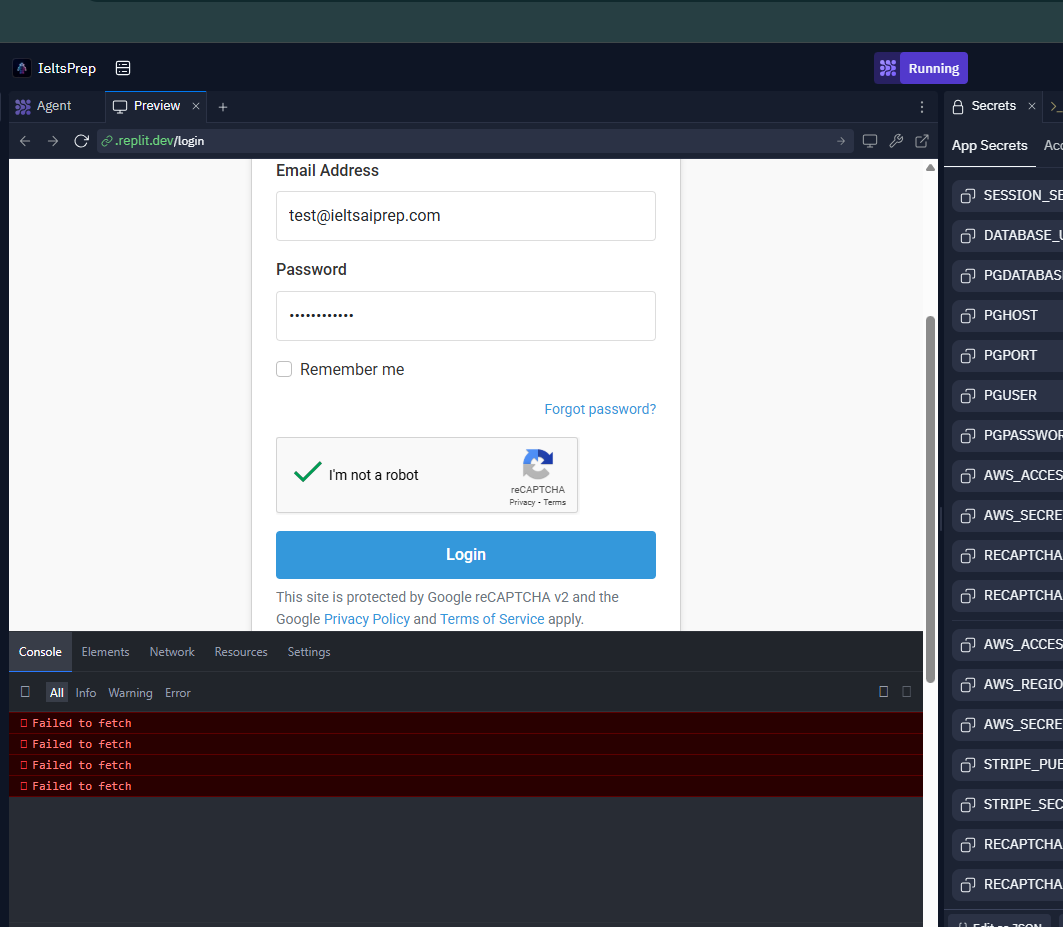 IeltsPrep
Running
Agent
Preview
Secrets
.replit.dev/login
App Secrets
Email Address
test@ieltsaiprep.com
Password
••••••••••••
Remember me
Forgot password?
I'm not a robot
reCAPTCHA
Privacy - Terms
Login
This site is protected by Google reCAPTCHA v2 and the
Google Privacy Policy and Terms of Service apply.
Console Elements Network Resources Settings
All Info Warning Error
Failed to fetch
Failed to fetch
Failed to fetch
Failed to fetch
SESSION_SE
DATABASE_U
PGDATABAS
PGHOST
PGPORT
PGUSER
PGPASSWOR
AWS_ACCES
AWS_SECRE
RECAPTCHA
RECAPTCHA
AWS_ACCES
AWS_REGIO
AWS_SECRE
STRIPE_PUE
STRIPE_SEC
RECAPTCHA
RECAPTCHA
Edit as JSON